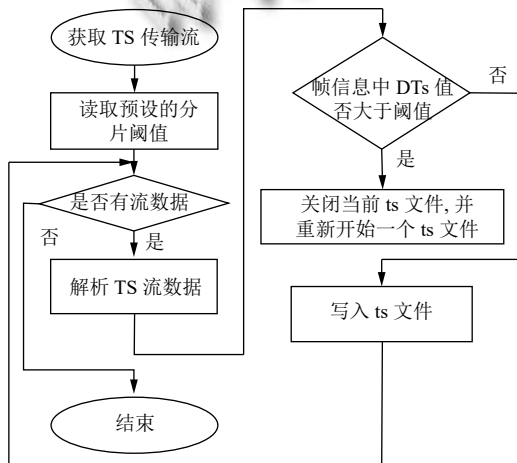 获取 TS 传输流
读取预设的分
片阈值
是否有流数据
否
是
解析 TS 流数据
结束
帧信息中 DTs 值
否大于阈值
否
是
关闭当前 ts 文件, 并
重新开始一个 ts 文件
写入 ts 文件